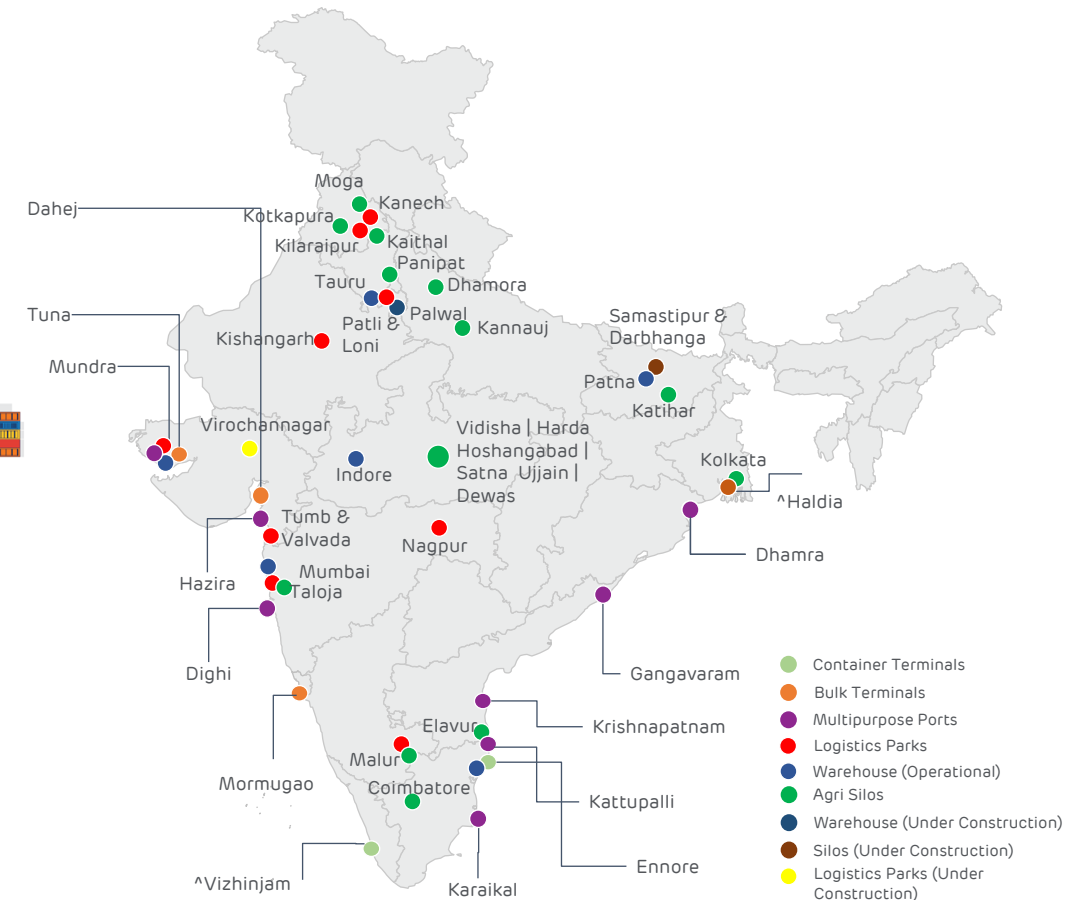 Moga
Kanech
Dahej
Kotkapura
Kilaraipur
Kaithal
Panipat
Tauru
Dhamora
Tuna
Palwal
Patli &
Loni
Kannauj
Samastipur &
Darbhanga
Kishangarh
Mundra
Patna
Katihar
Virochannagar
Vidisha | Harda
Hoshangabad |
Satna Ujjain |
Dewas
Indore
Kolkata
^Haldia
Tumb &
Valvada
Nagpur
Dhamra
Hazira
Mumbai
Taloja
Dighi
Gangavaram
Krishnapatnam
Elavur
Malur
Mormugao
Coimbatore
Kattupalli
Ennore
^Vizhinjam
Karaikal
Container Terminals
Bulk Terminals
Multipurpose Ports
Logistics Parks
Warehouse (Operational)
Agri Silos
Warehouse (Under Construction)
Silos (Under Construction)
Logistics Parks (Under
Construction)